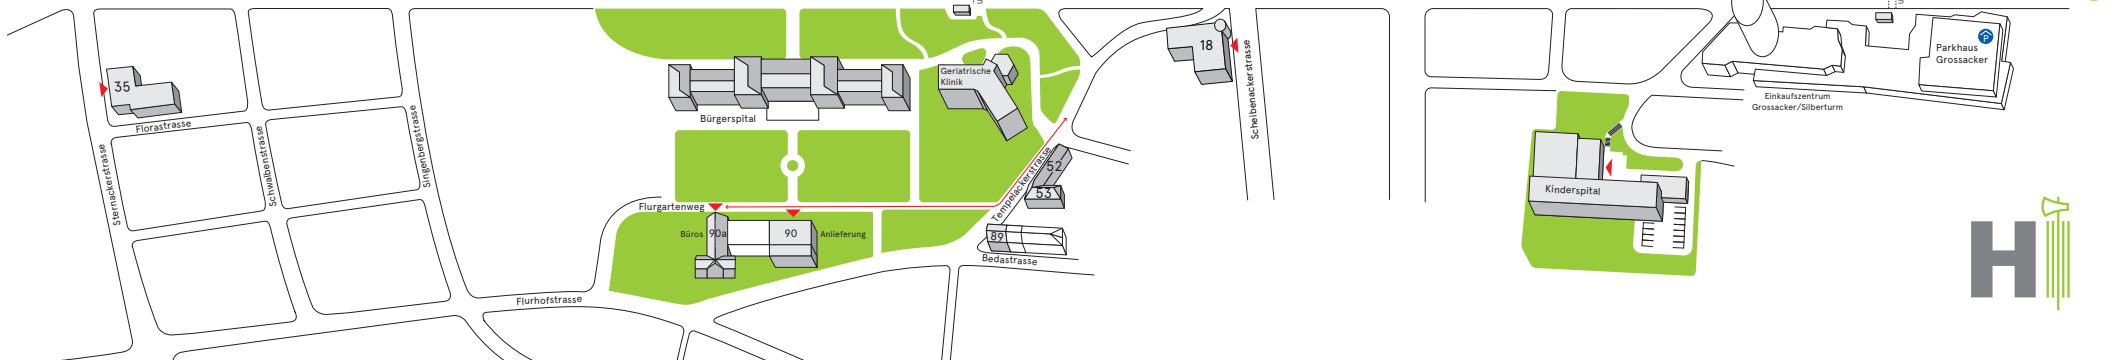 35
Florastrasse
Sternackerstrasse
Schwalbenstrasse
Singenbergstrasse
Bürgerspital
Geriatrische
Klinik
18
Scheibenackerstrasse
Flurgartenweg
Büros
90a
90
Anlieferung
Tempelackerstrasse
52
53
89
Bedastrasse
Flurhofstrasse
Kinderspital
Einkaufszentrum
Grossacker/Silberturm
P
Parkhaus
Grossacker
H